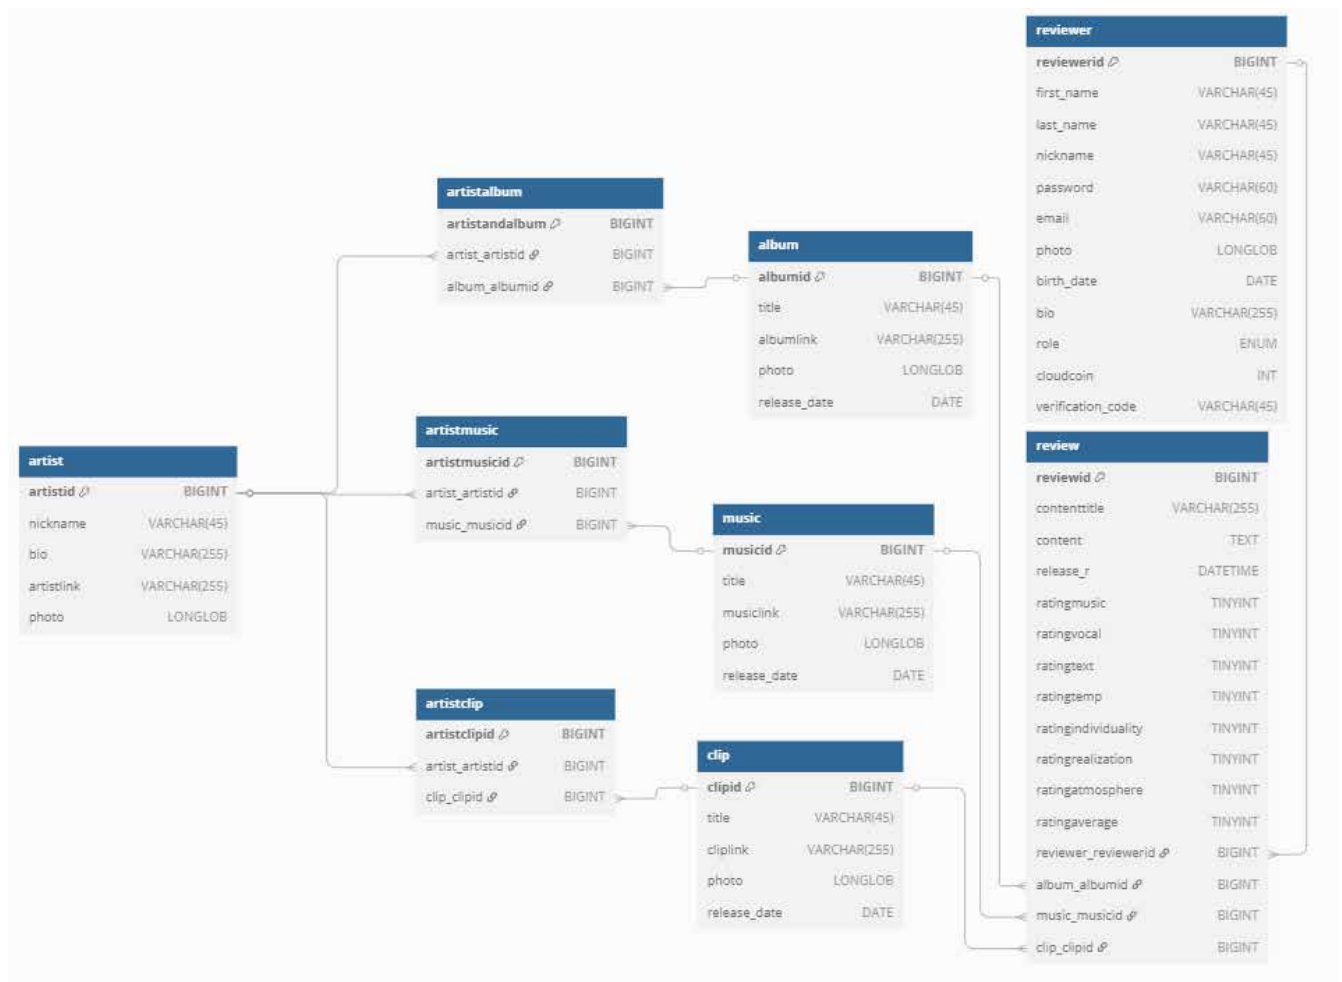 reviewer
reviewerid BIGINT
first_name VARCHAR(45)
last_name VARCHAR(45)
nickname VARCHAR(45)
password VARCHAR(60)
email VARCHAR(60)
photo LONGLOB
birth_date DATE
bio VARCHAR(255)
role ENUM
cloudcoin INT
verification_code VARCHAR(45)
artistalbum
artistandalbum BIGINT
artist_artistid BIGINT
album_albumid BIGINT
album
albumid BIGINT
title VARCHAR(45)
albumlink VARCHAR(255)
photo LONGLOB
release_date DATE
artistmusic
artistmusicid BIGINT
artist_artistid BIGINT
music_musicid BIGINT
artist
artistid BIGINT
nickname VARCHAR(45)
bio VARCHAR(255)
artistlink VARCHAR(255)
photo LONGLOB
music
musicid BIGINT
title VARCHAR(45)
musiclink VARCHAR(255)
photo LONGLOB
release_date DATE
artistclip
artistclipid BIGINT
artist_artistid BIGINT
clip_clipid BIGINT
clip
clipid BIGINT
title VARCHAR(45)
cliplink VARCHAR(255)
photo LONGLOB
release_date DATE
review
reviewid BIGINT
contenttitle VARCHAR(255)
content TEXT
release_r DATETIME
ratingmusic TINYINT
ratingvocal TINYINT
ratingtext TINYINT
ratingtemp TINYINT
ratingindividuality TINYINT
ratingrealization TINYINT
ratingatmosphere TINYINT
ratingaverage TINYINT
reviewer_reviewerid BIGINT
album_albumid BIGINT
music_musicid BIGINT
clip_clipid BIGINT